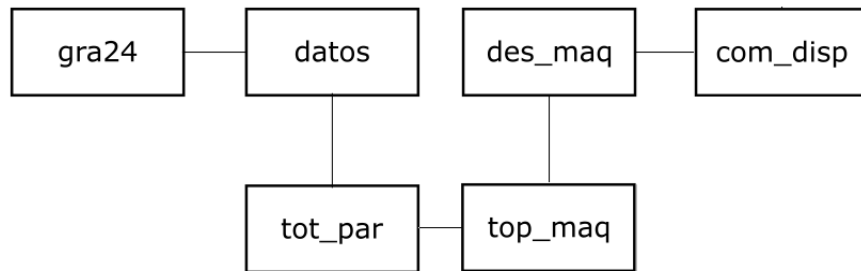 gra24
datos
des_maq
com_disp
tot_par
top_maq